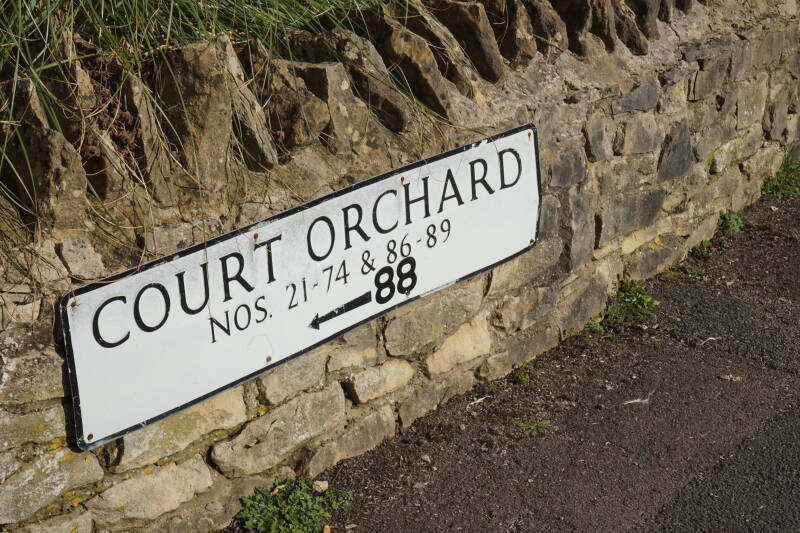 COURT ORCHARD
NOS. 21-74 & 86-89
← 88